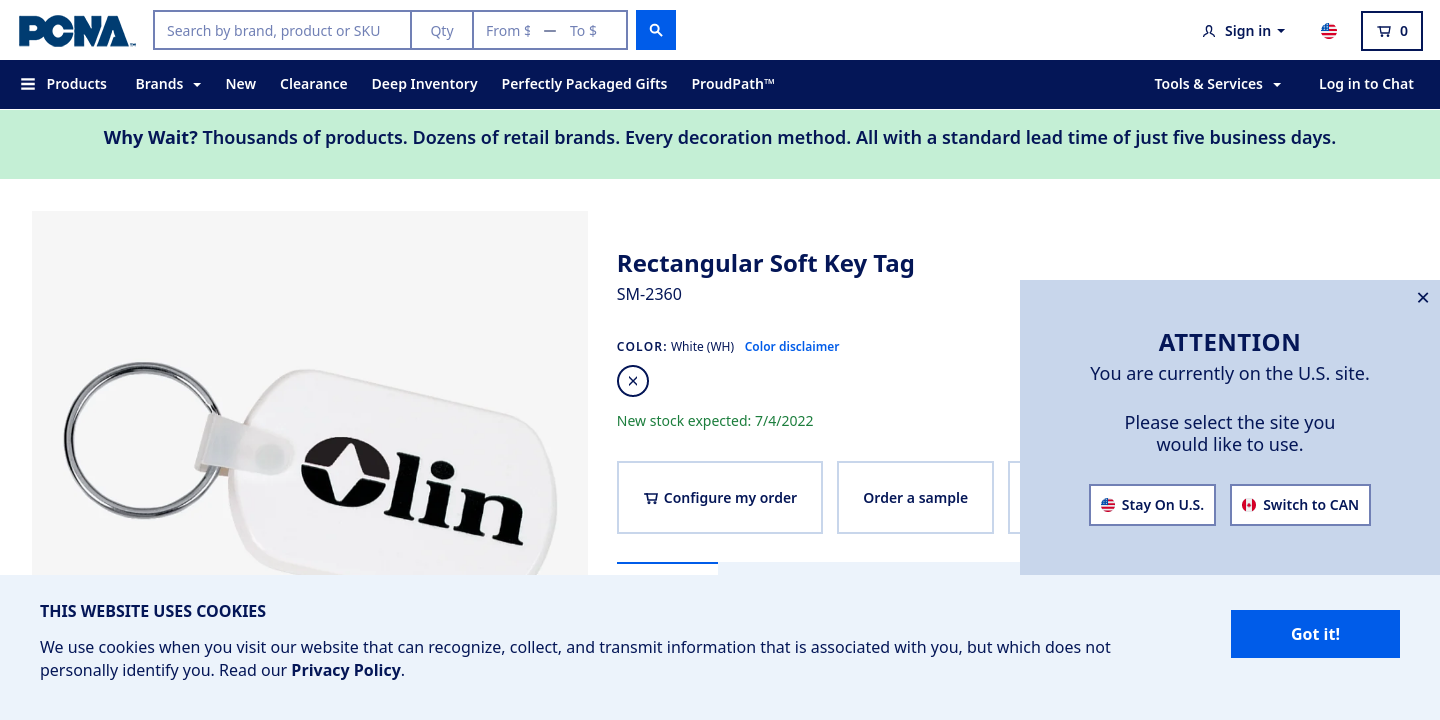 PCNA™
Search by brand, product or SKU
Qty
From $ — To $
Sign in
0
Products
Brands
New
Clearance
Deep Inventory
Perfectly Packaged Gifts
ProudPath™
Tools & Services
Log in to Chat
Why Wait? Thousands of products. Dozens of retail brands. Every decoration method. All with a standard lead time of just five business days.
Olin
Rectangular Soft Key Tag
SM-2360
COLOR: White (WH) Color disclaimer
New stock expected: 7/4/2022
Configure my order
Order a sample
ATTENTION
You are currently on the U.S. site.
Please select the site you
would like to use.
Stay On U.S.
Switch to CAN
THIS WEBSITE USES COOKIES
We use cookies when you visit our website that can recognize, collect, and transmit information that is associated with you, but which does not
personally identify you. Read our Privacy Policy.
Got it!